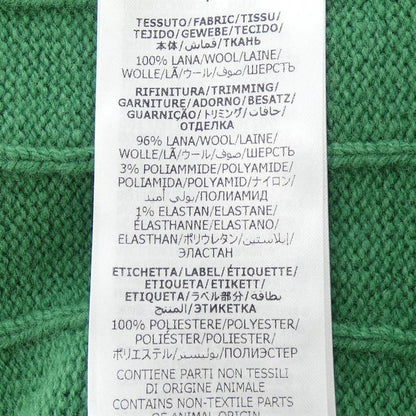 TESSUTO/FABRIC/TISSU/
TEJIDO/GEWEBE/TECIDO/
本体/قماش/ТКАНЬ
100% LANA/WOOL/LAINE/
WOLLE/LÃ/ウール/صوف/ШЕРСТЬ
RIFINITURA/TRIMMING/
GARNITURE/ADORNO/BESATZ/
GUARNIÇÃO/トリミング/حافات/
ОТДЕЛКА
96% LANA/WOOL/LAINE/
WOLLE/LÃ/ウール/صوف/ШЕРСТЬ
3% POLIAMMIDE/POLYAMIDE/
POLIAMIDA/POLYAMID/ナイロン/
بولي أميد/ПОЛИАМИД
1% ELASTAN/ELASTANE/
ÉLASTHANNE/ELASTANO/
ELASTHAN/ポリウレタン/إيلاستين/
ЭЛАСТАН
ETICHETTA/LABEL/ÉTIQUETTE/
ETIQUETA/ETIKETT/
ETIQUETA/ラベル部分/بطاقة
المنتج/ЭТИКЕТКА
100% POLIESTERE/POLYESTER/
POLIÉSTER/POLYESTER/
ポリエステル/بوليستير/ПОЛИЭСТЕР
CONTIENE PARTI NON TESSILI
DI ORIGINE ANIMALE
CONTAINS NON-TEXTILE PARTS
OF ANIMAL ORIGIN